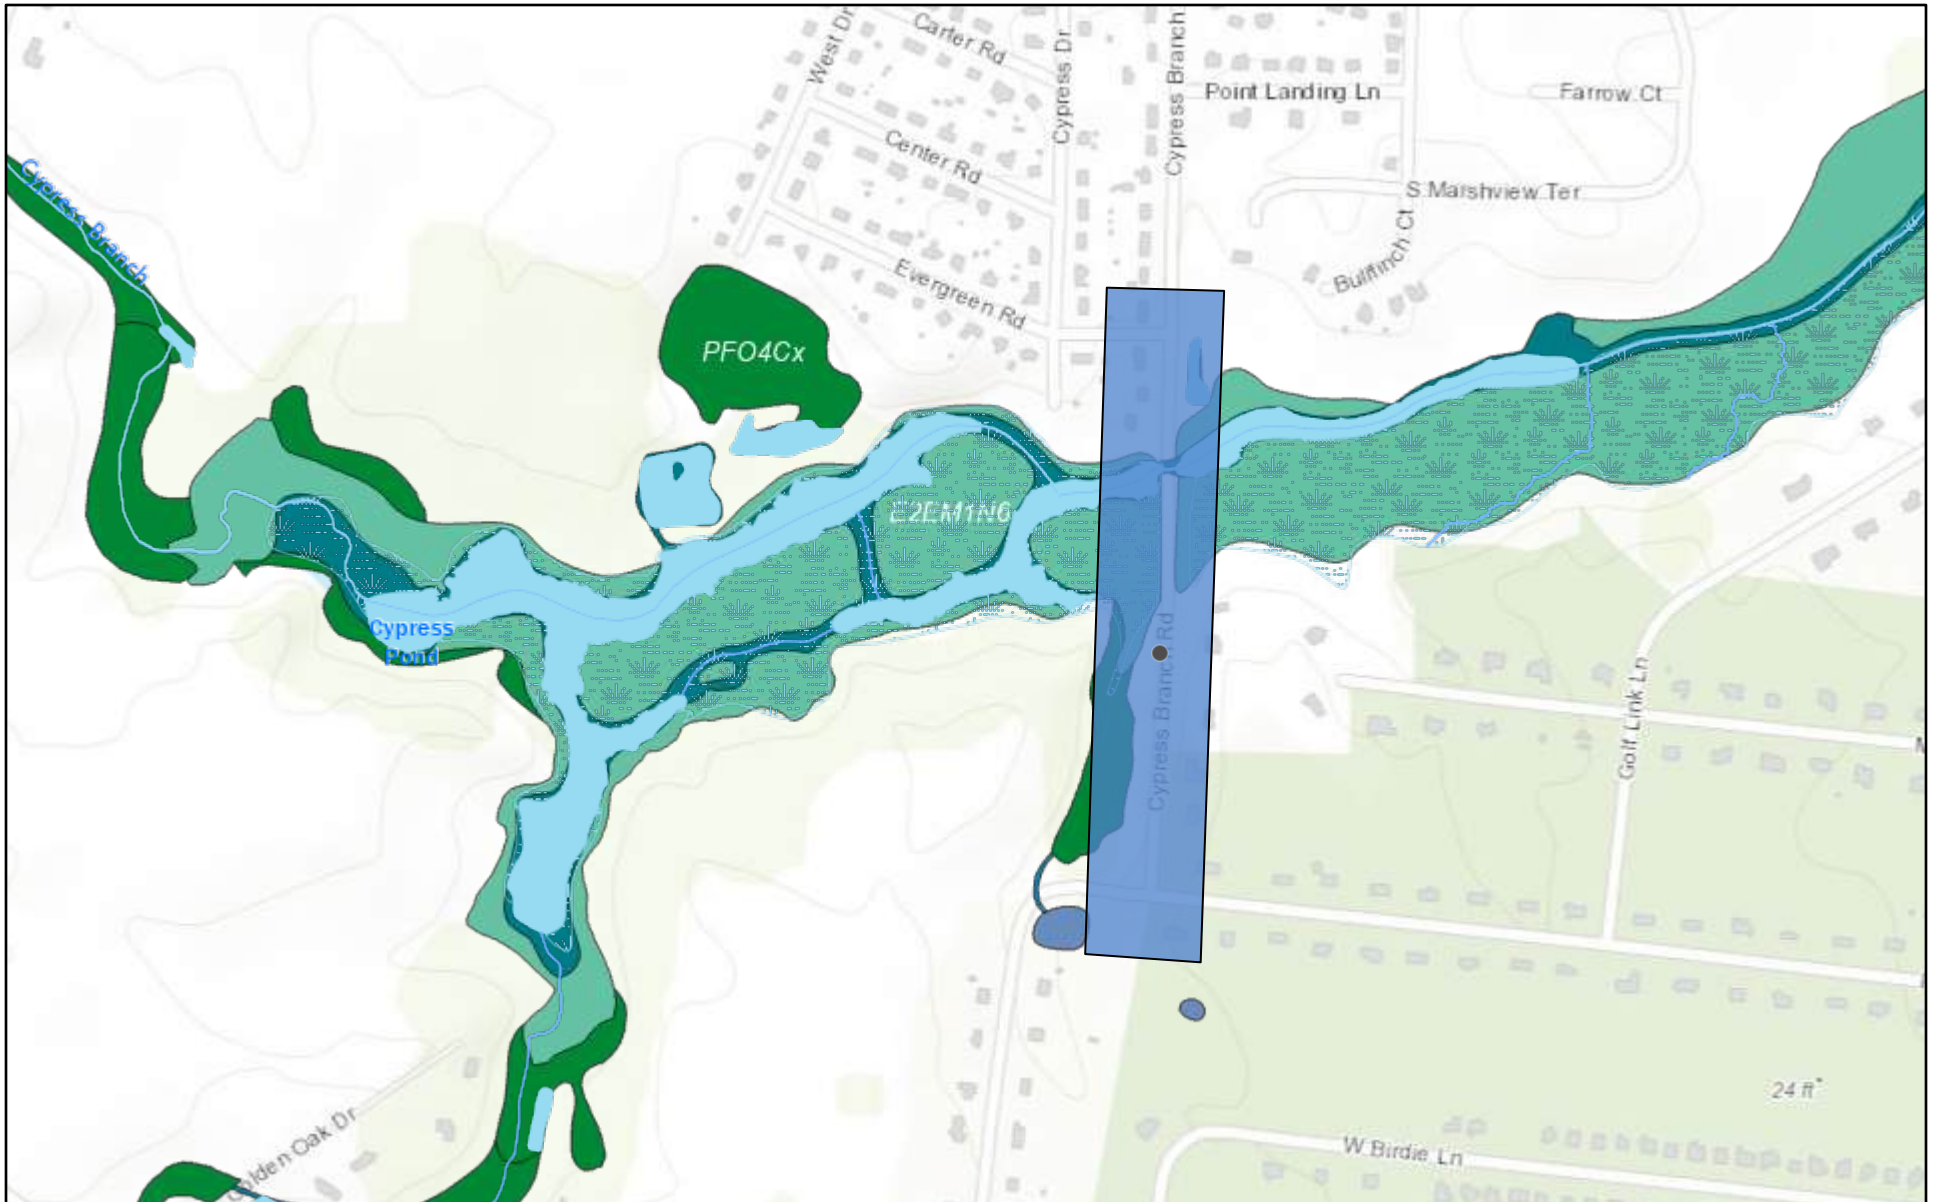 West Dr
Carter Rd
Cypress Dr
Cypress Branch
Point Landing Ln
Farrow Ct
Center Rd
S Marshview Ter
Cypress Branch
Bullfinch Ct
Evergreen Rd
PFO4Cx
E2EM1N6
Cypress
Pond
Cypress Branch Rd
Golf Link Ln
24 ft
Golden Oak Dr
W Birdie Ln